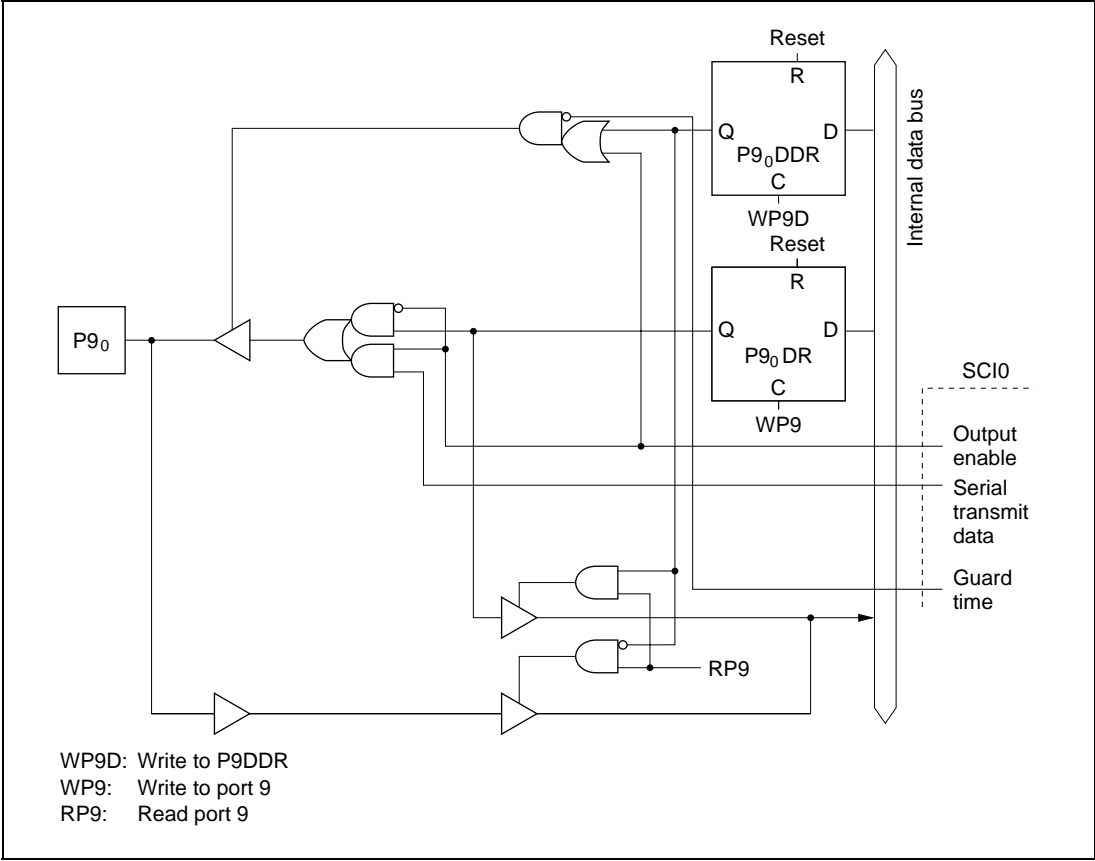 Reset
R
Q
D
P9₀DDR
C
WP9D
Internal data bus
Reset
R
Q
D
P9₀ DR
C
WP9
P9₀
SCI0
Output
enable
Serial
transmit
data
Guard
time
RP9
WP9D: Write to P9DDR
WP9: Write to port 9
RP9: Read port 9